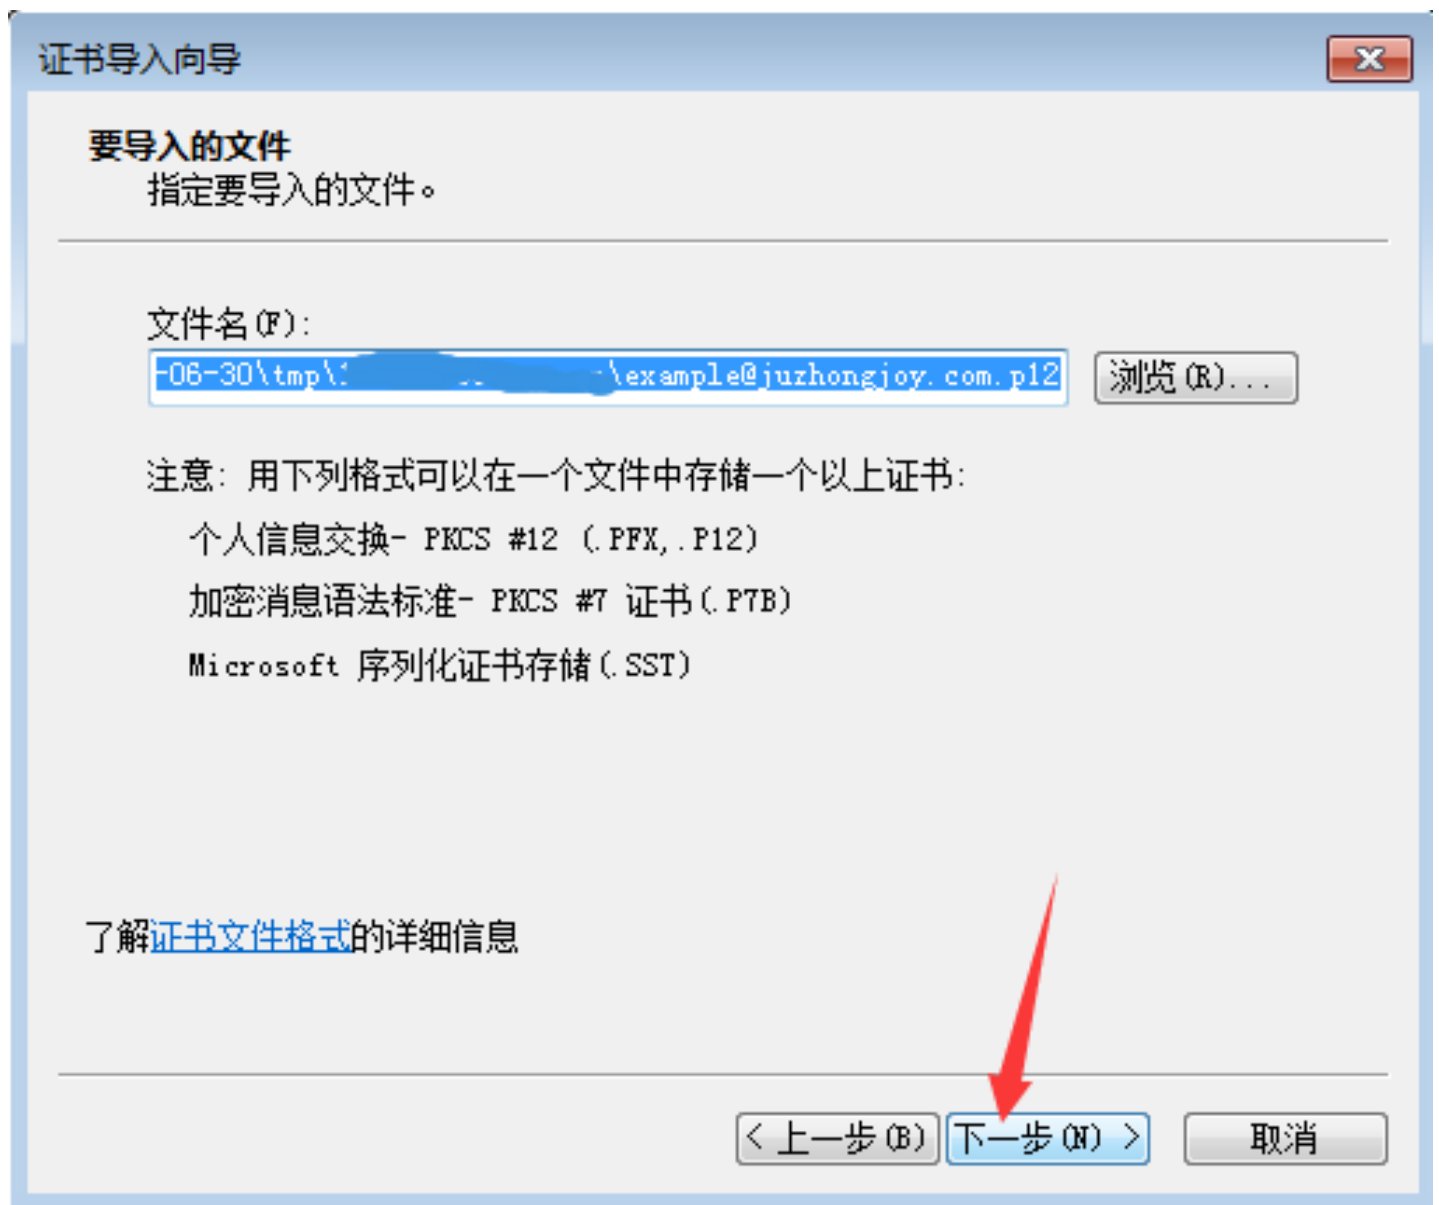 证书导入向导
要导入的文件
指定要导入的文件。
文件名(F):
-06-30\tmp\ \example@juzhongjoy.com.p12
浏览(R)...
注意: 用下列格式可以在一个文件中存储一个以上证书:
个人信息交换- PKCS #12 (.PFX,.P12)
加密消息语法标准- PKCS #7 证书(.P7B)
Microsoft 序列化证书存储(.SST)
了解证书文件格式的详细信息
< 上一步(B)
下一步(N) >
取消